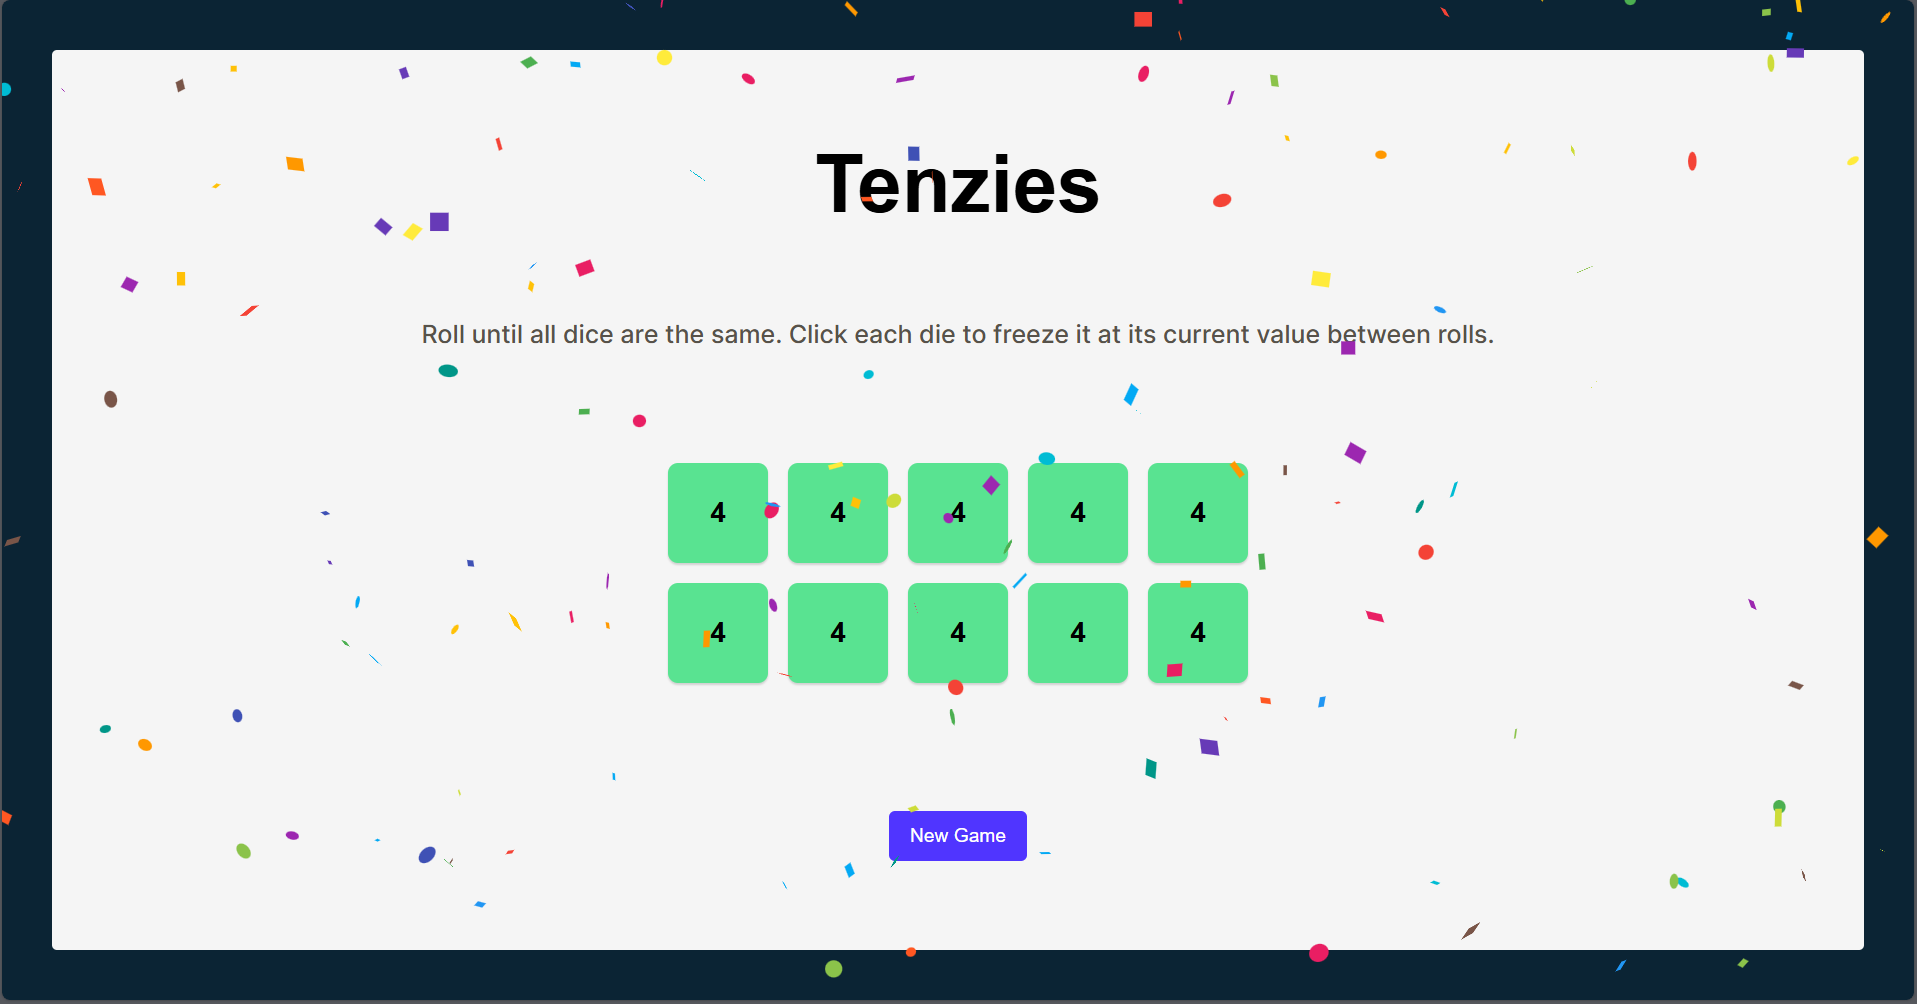 Tenzies
Roll until all dice are the same. Click each die to freeze it at its current value between rolls.
4 4 4 4 4
4 4 4 4 4
New Game